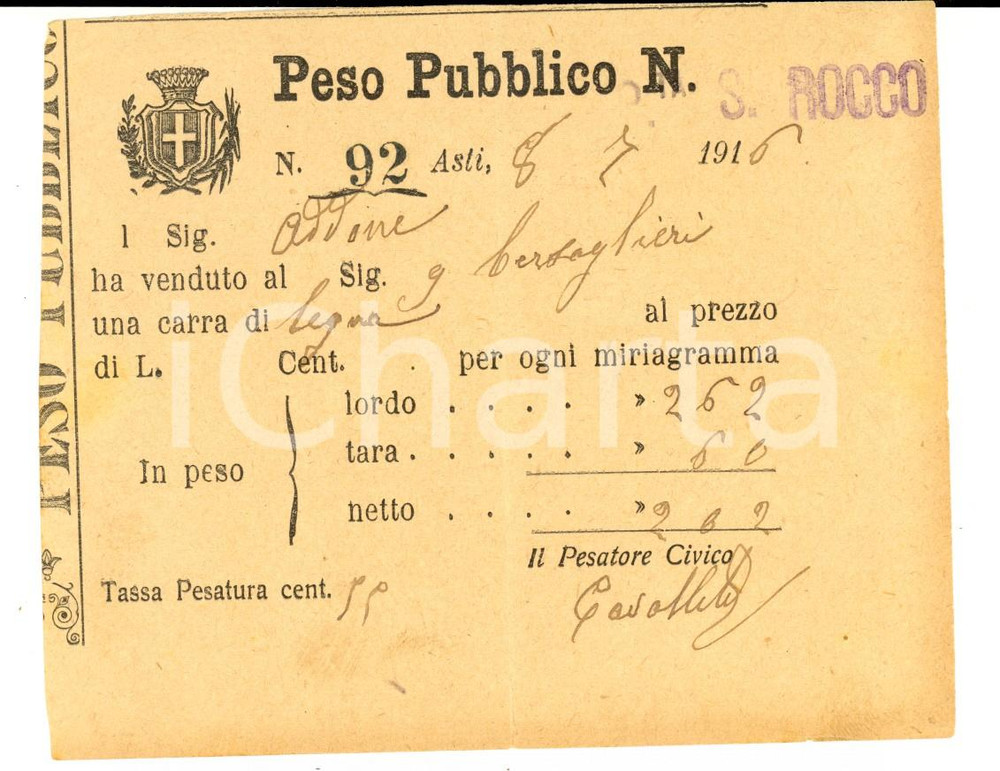 PESO PUBBLICO
Peso Pubblico N. S. ROCCO
N. 92 Asti, 8 7 1916
l Sig. Addone
ha venduto al Sig. 9 bersaglieri
una carra di legna al prezzo
di L. Cent. per ogni miriagramma
lordo . . . . » 262
In peso tara . . . . . » 60
netto . . . . » 202
Il Pesatore Civico
Tassa Pesatura cent. 55
iCharta